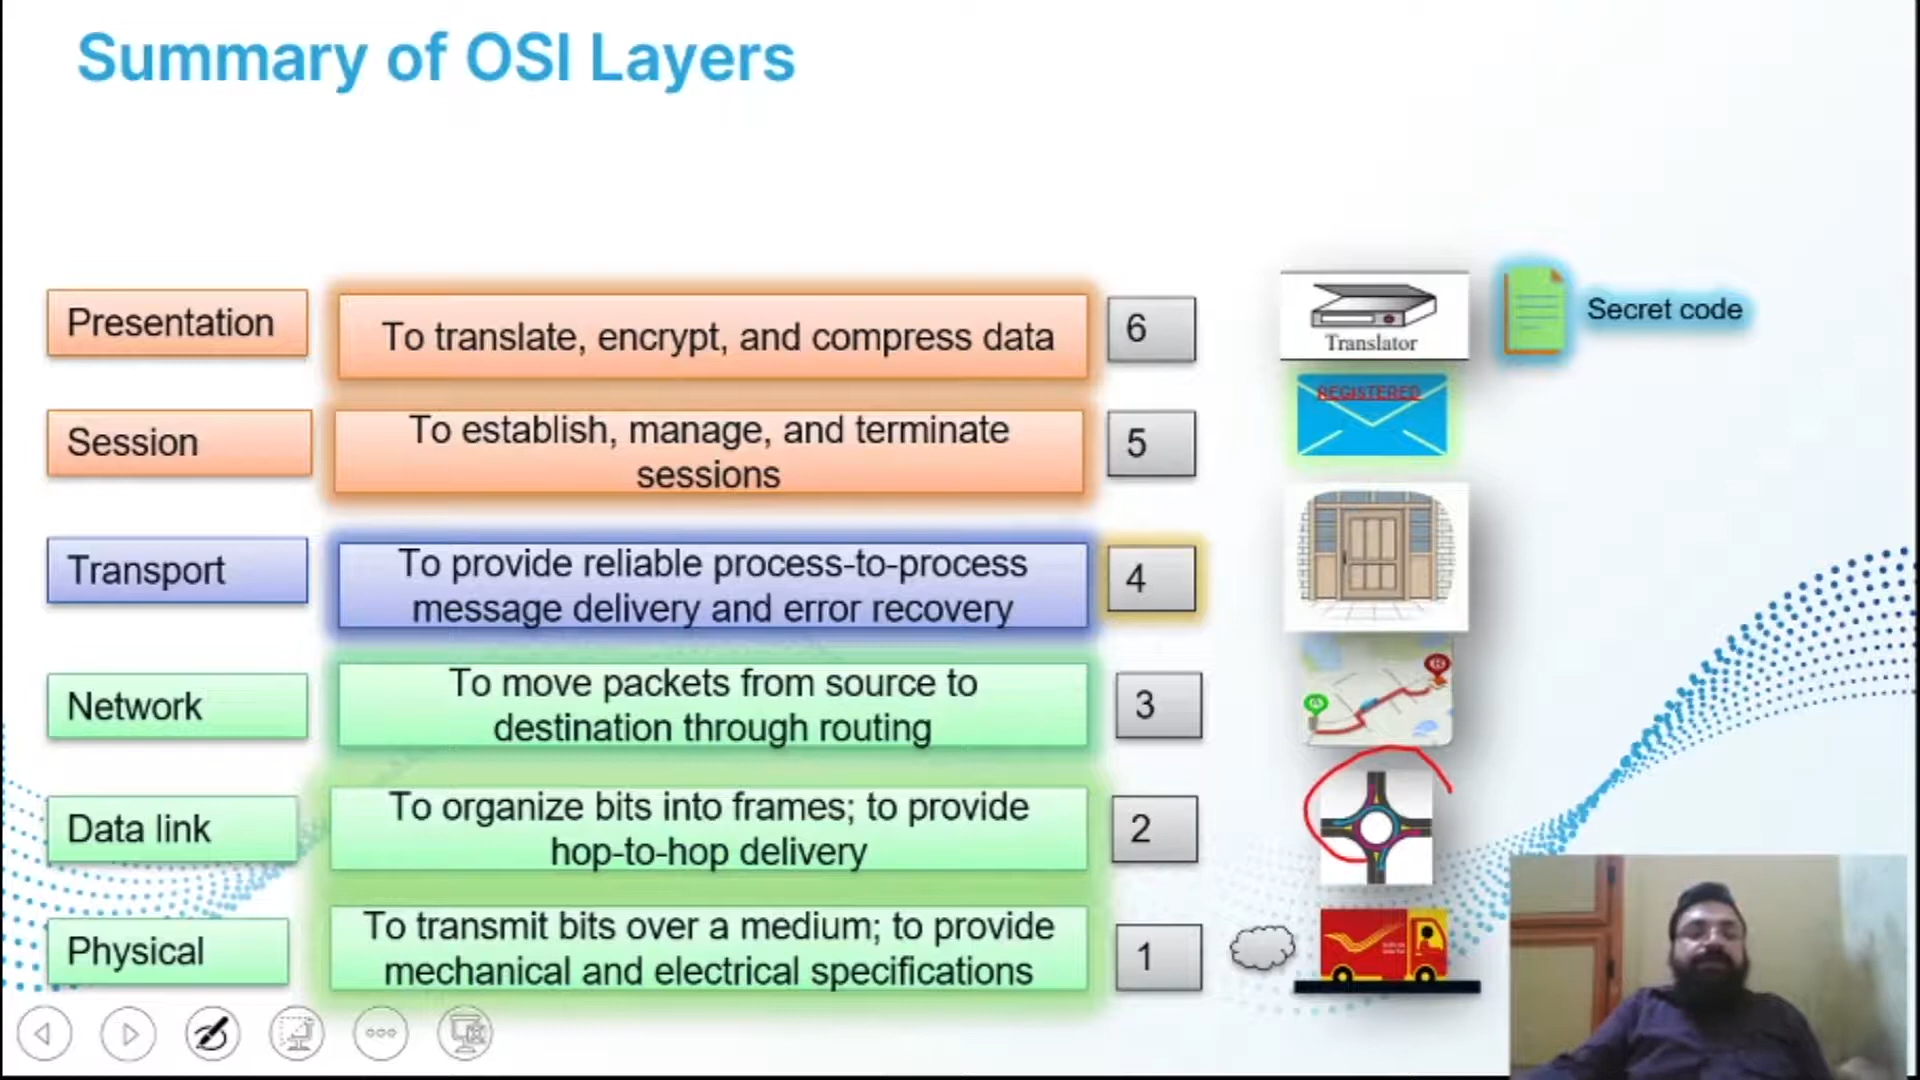 Summary of OSI Layers
Presentation
To translate, encrypt, and compress data
6
Translator
Secret code
Session
To establish, manage, and terminate
sessions
5
REGISTERED
Transport
To provide reliable process-to-process
message delivery and error recovery
4
Network
To move packets from source to
destination through routing
3
Data link
To organize bits into frames; to provide
hop-to-hop delivery
2
Physical
To transmit bits over a medium; to provide
mechanical and electrical specifications
1